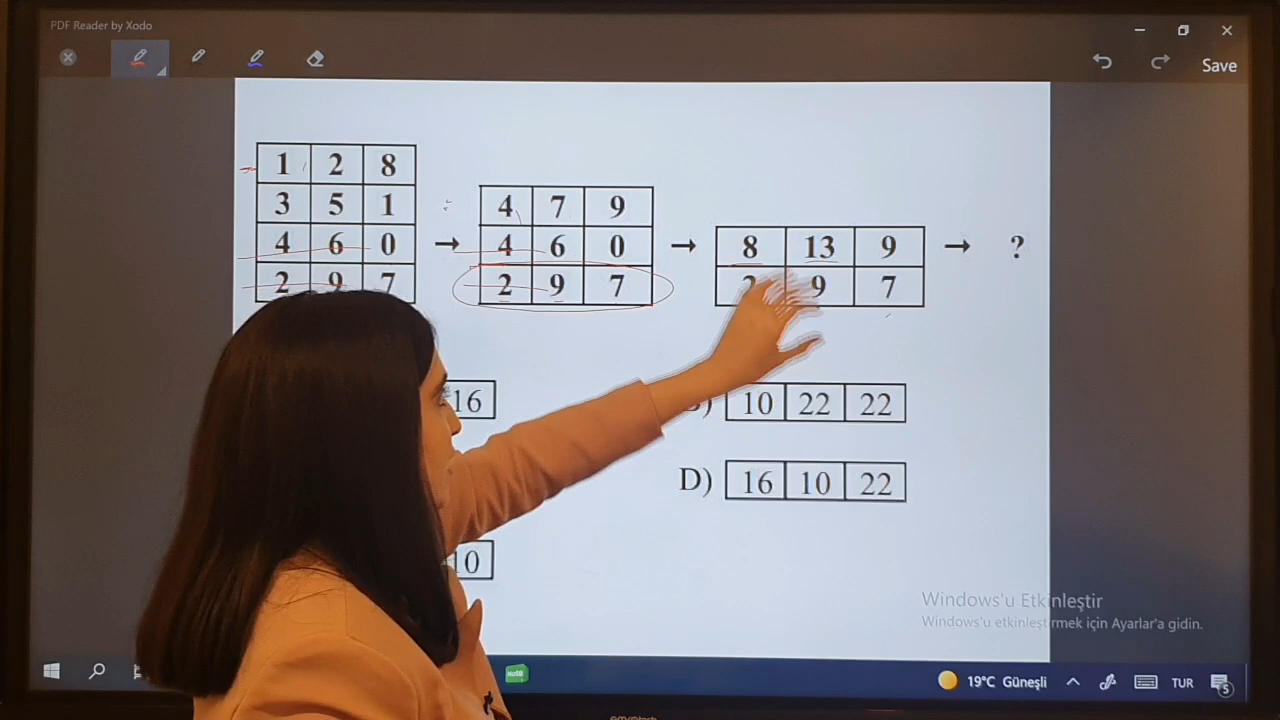 PDF Reader by Xodo
Save
1 2 8
3 5 1
4 6 0
2 9 7
→
4 7 9
4 6 0
2 9 7
→
8 13 9
9 7
→ ?
16
10 22 22
D) 16 10 22
10
Windows'u Etkinleştir
Windows'u etkinleştirmek için Ayarlar'a gidin.
19°C Güneşli
TUR
5